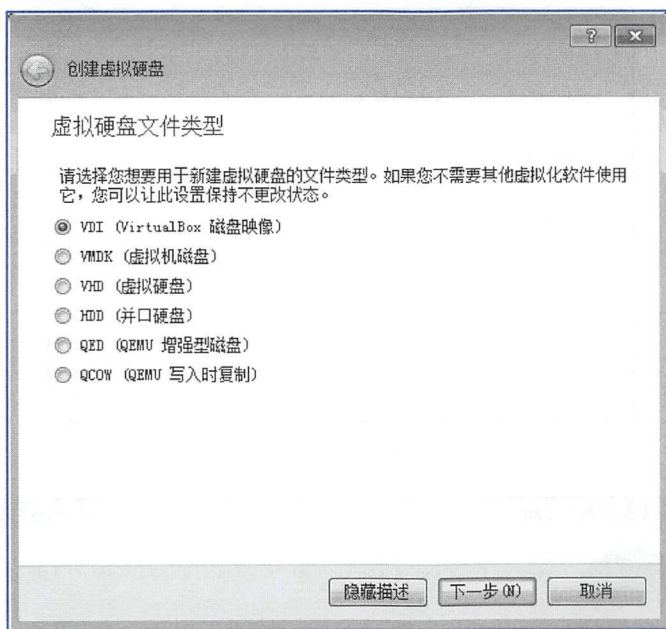 创建虚拟硬盘
虚拟硬盘文件类型
请选择您想要用于新建虚拟硬盘的文件类型。如果您不需要其他虚拟化软件使用
它，您可以让此设置保持不更改状态。
VDI (VirtualBox 磁盘映像)
VMDK (虚拟机磁盘)
VHD (虚拟硬盘)
HDD (并口硬盘)
QED (QEMU 增强型磁盘)
QCOW (QEMU 写入时复制)
隐藏描述 下一步(N) 取消